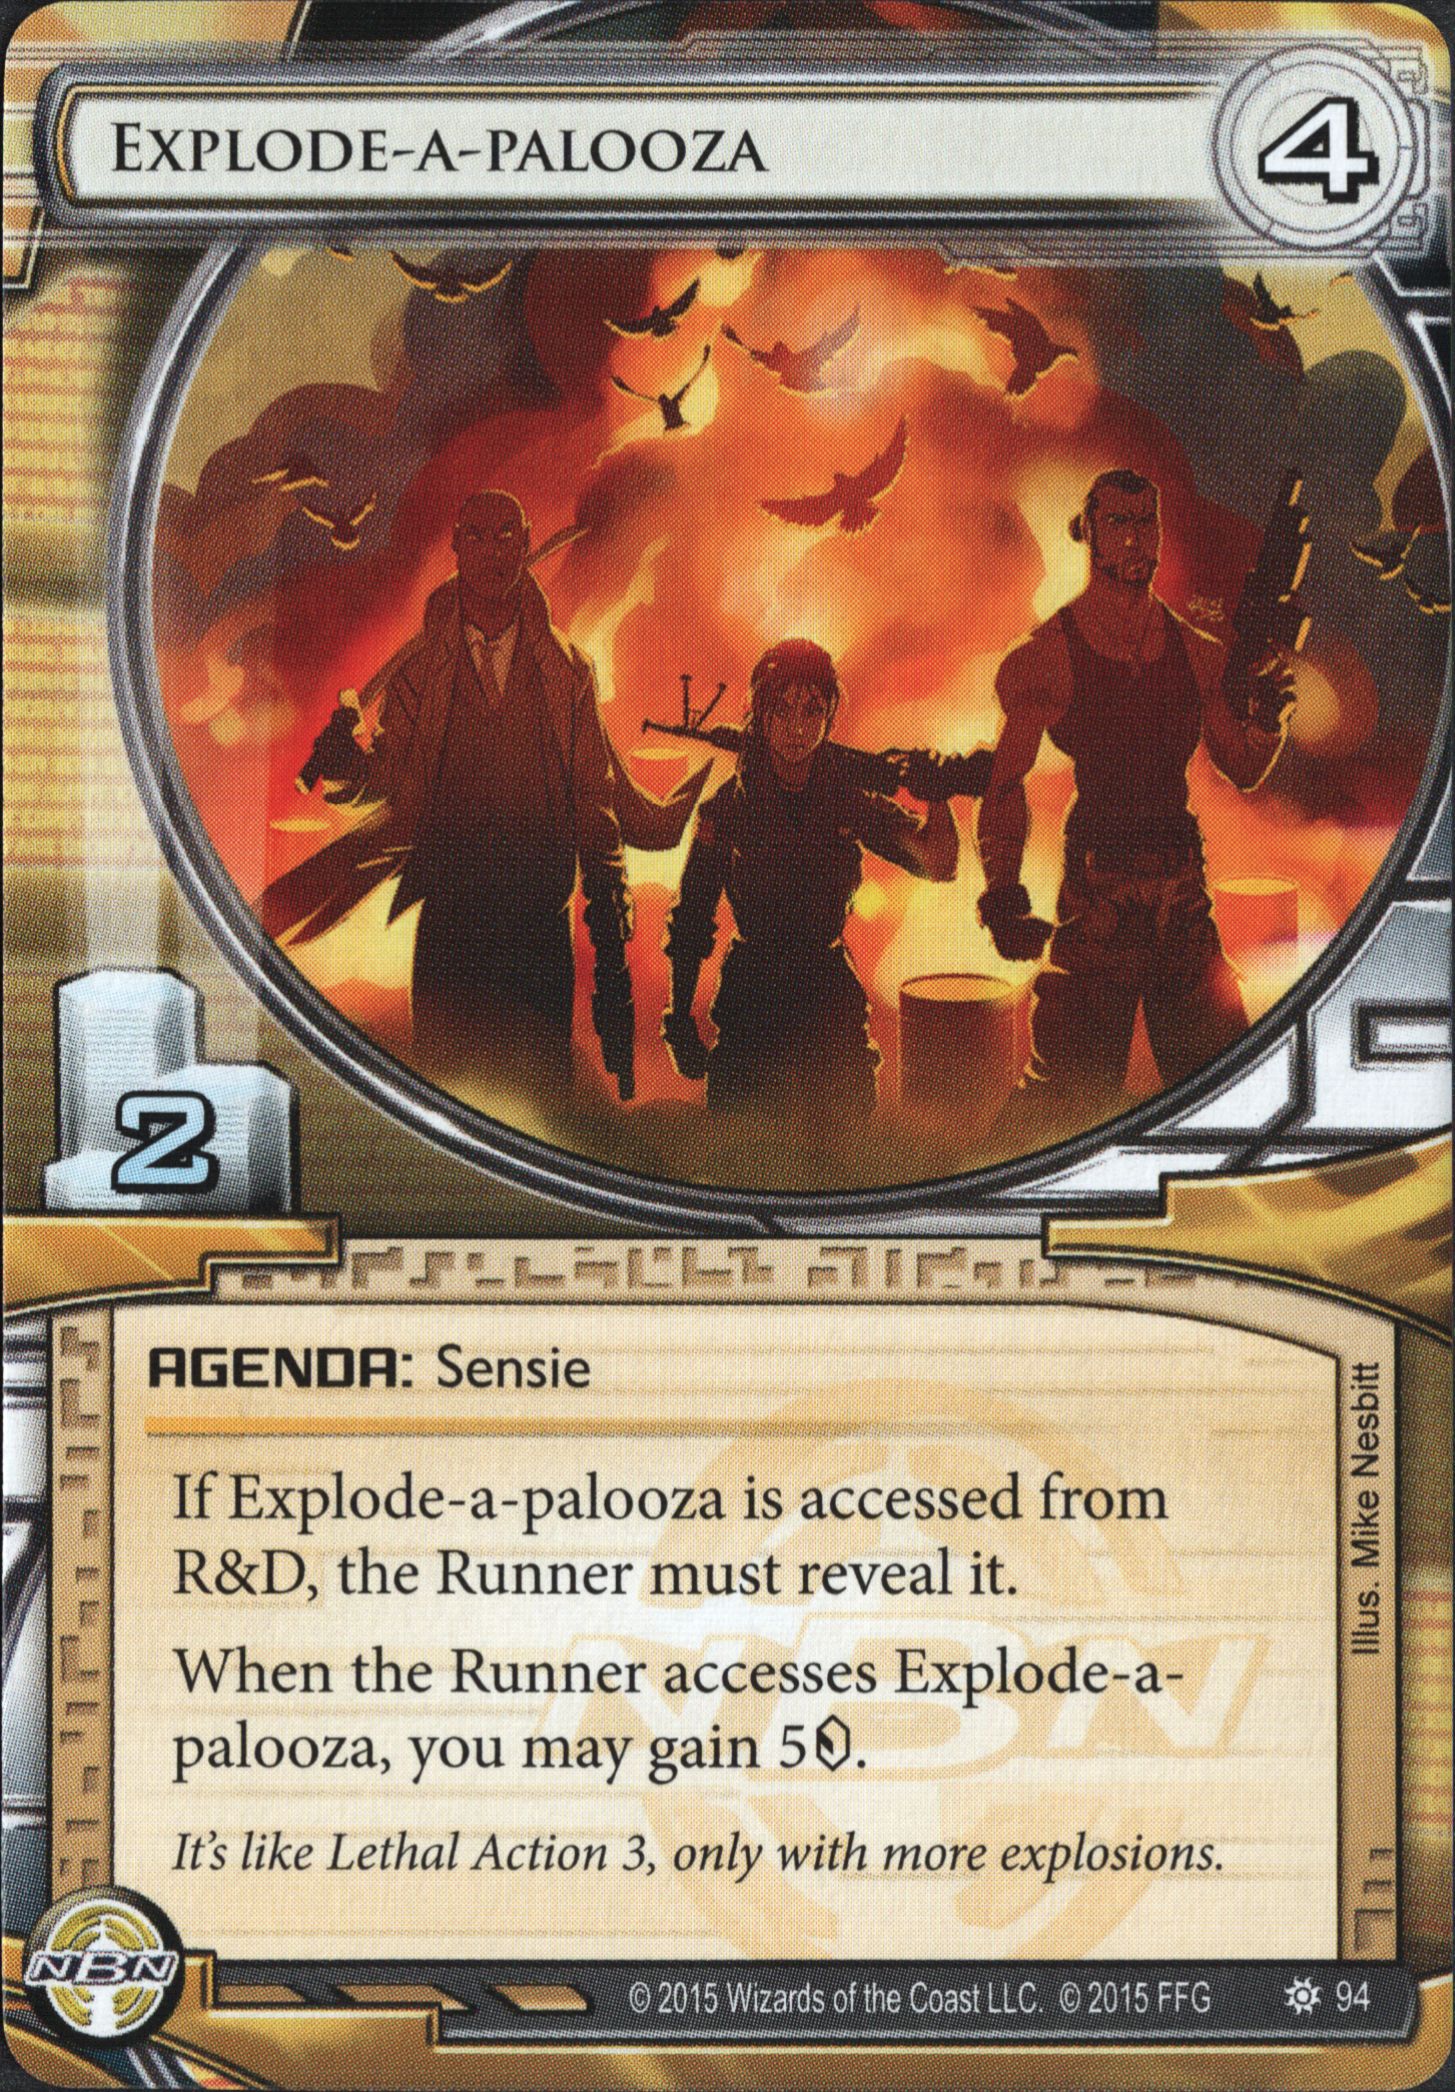 EXPLODE-A-PALOOZA
4
2
AGENDA: Sensie
If Explode-a-palooza is accessed from
R&D, the Runner must reveal it.
When the Runner accesses Explode-a-
palooza, you may gain 5.
It's like Lethal Action 3, only with more explosions.
Illus. Mike Nesbitt
NBN
NBN
© 2015 Wizards of the Coast LLC. © 2015 FFG
94